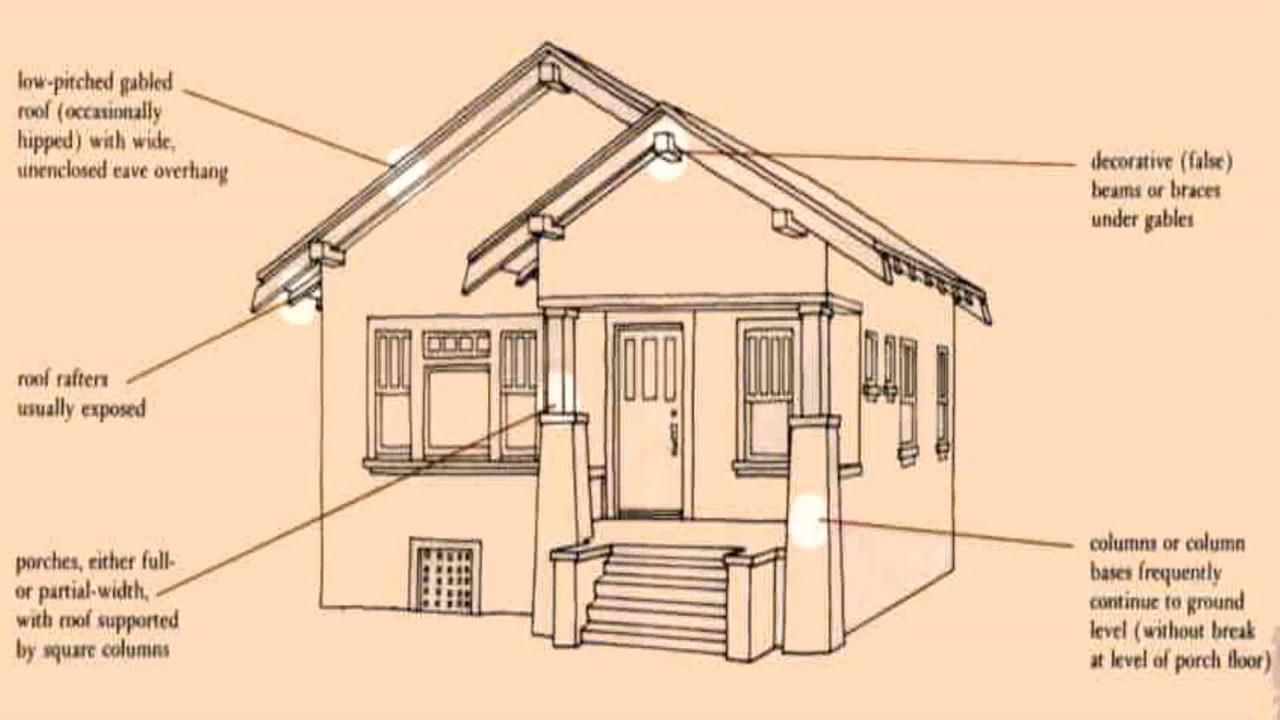 low-pitched gabled
roof (occasionally
hipped) with wide,
unenclosed eave overhang
decorative (false)
beams or braces
under gables
roof rafters
usually exposed
porches, either full-
or partial-width,
with roof supported
by square columns
columns or column
bases frequently
continue to ground
level (without break
at level of porch floor)